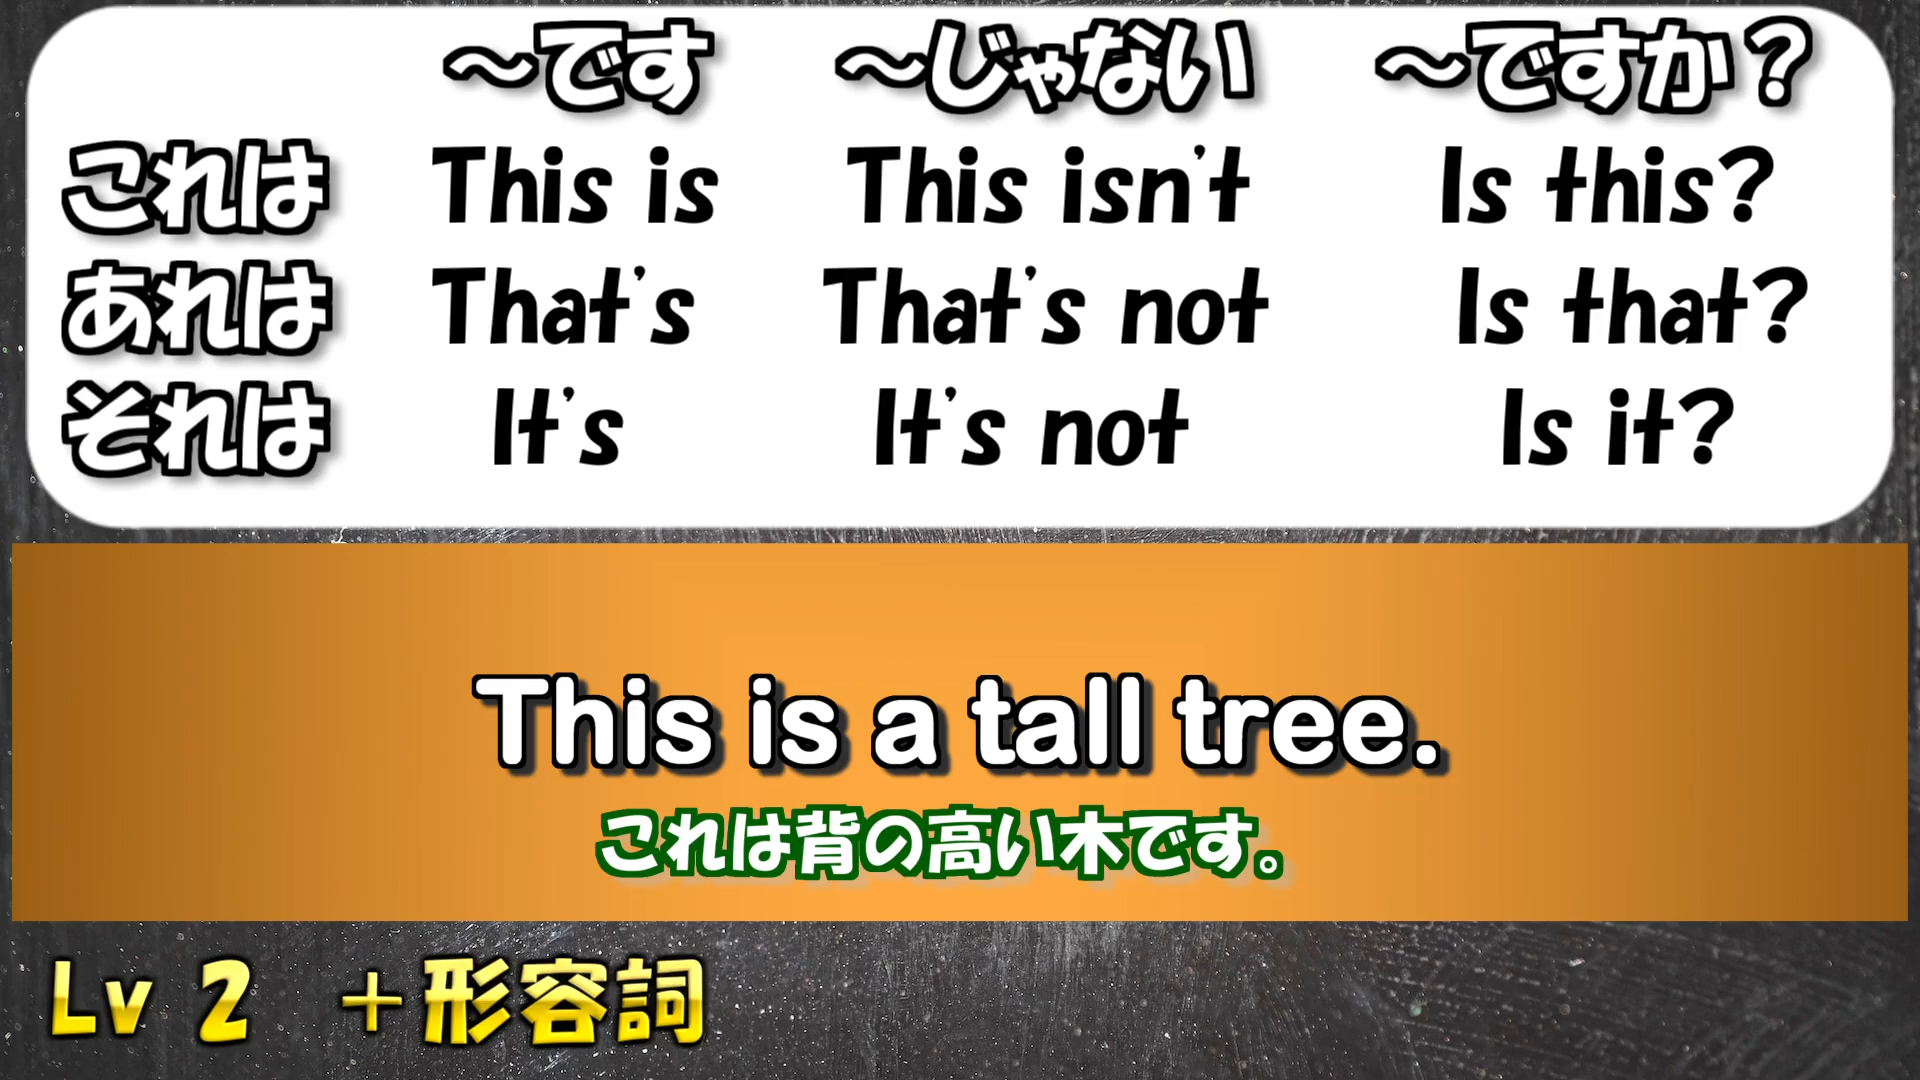 ～です ～じゃない ～ですか？
これは This is This isn't Is this?
あれは That's That's not Is that?
それは It's It's not Is it?
This is a tall tree.
これは背の高い木です。
Lv 2 ＋形容詞